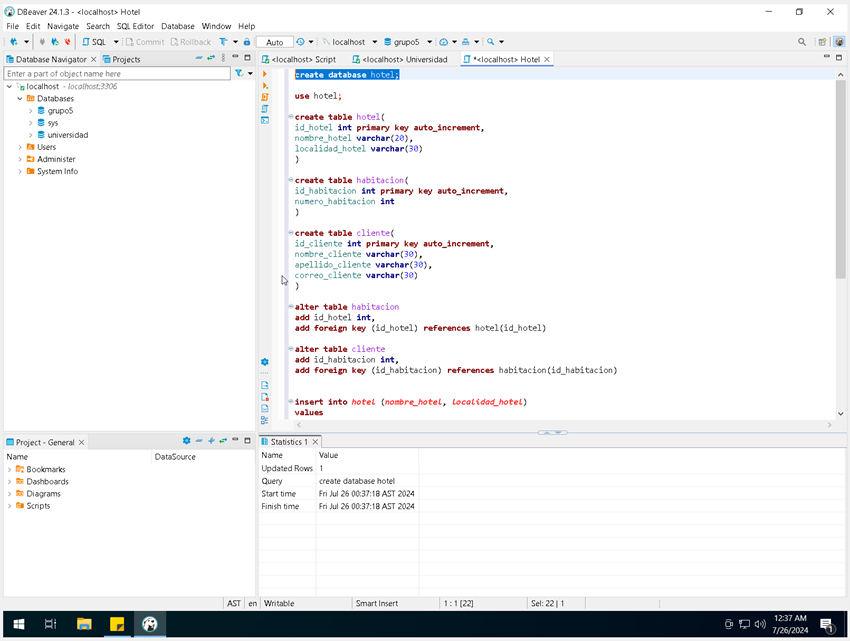 DBeaver 24.1.3 - <localhost> Hotel
File Edit Navigate Search SQL Editor Database Window Help
SQL Commit Rollback Auto localhost grupo5
Database Navigator Projects
<localhost> Script <localhost> Universidad *<localhost> Hotel
Enter a part of object name here
localhost - localhost:3306
Databases
grupo5
sys
universidad
Users
Administer
System Info
create database hotel;
use hotel;
create table hotel(
id_hotel int primary key auto_increment,
nombre_hotel varchar(20),
localidad_hotel varchar(30)
)
create table habitacion(
id_habitacion int primary key auto_increment,
numero_habitacion int
)
create table cliente(
id_cliente int primary key auto_increment,
nombre_cliente varchar(30),
apellido_cliente varchar(30),
correo_cliente varchar(30)
)
alter table habitacion
add id_hotel int,
add foreign key (id_hotel) references hotel(id_hotel)
alter table cliente
add id_habitacion int,
add foreign key (id_habitacion) references habitacion(id_habitacion)
insert into hotel (nombre_hotel, localidad_hotel)
values
Project - General
Name DataSource
Bookmarks
Dashboards
Diagrams
Scripts
Statistics 1
Name Value
Updated Rows 1
Query create database hotel
Start time Fri Jul 26 00:37:18 AST 2024
Finish time Fri Jul 26 00:37:18 AST 2024
AST en Writable Smart Insert 1 : 1 [22] Sel: 22 | 1
12:37 AM
7/26/2024
1